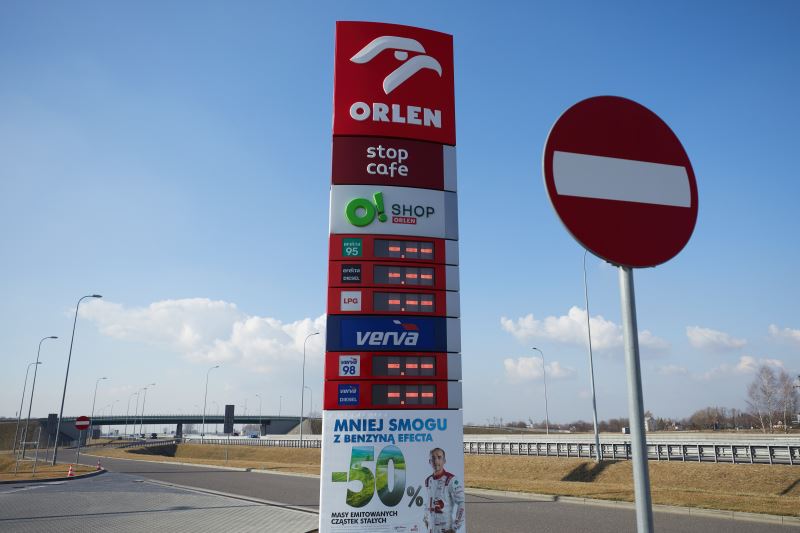 ORLEN
stop
cafe
O! SHOP
ORLEN
efecta
95
efecta
DIESEL
LPG
verva
verva
98
verva
DIESEL
MNIEJ SMOGU
Z BENZYNĄ EFECTA
-50%
MASY EMITOWANYCH
CZĄSTEK STAŁYCH